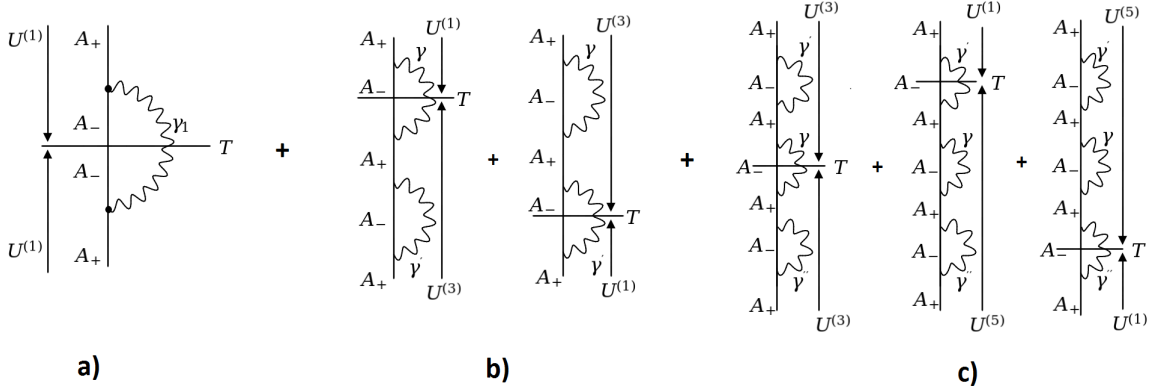 U⁽¹⁾ A₊
A₋ γ₁
T
A₋
U⁽¹⁾ A₊
a)
+
U⁽¹⁾
A₊ γ
A₋ T
A₊
A₋
γ′
A₊ U⁽³⁾
+
U⁽³⁾
A₊ γ
A₋
A₊
A₋ T
γ′
A₊ U⁽¹⁾
b)
+
U⁽³⁾
A₊ γ′
A₋
A₊ γ
A₋ T
A₊
A₋
γ″
A₊ U⁽³⁾
+
U⁽¹⁾
A₊ γ′
A₋ T
A₊ γ
A₋
A₊
A₋
γ″
A₊ U⁽⁵⁾
+
U⁽⁵⁾
A₊ γ′
A₋
A₊ γ
A₋
A₊
A₋ T
γ″
A₊ U⁽¹⁾
c)